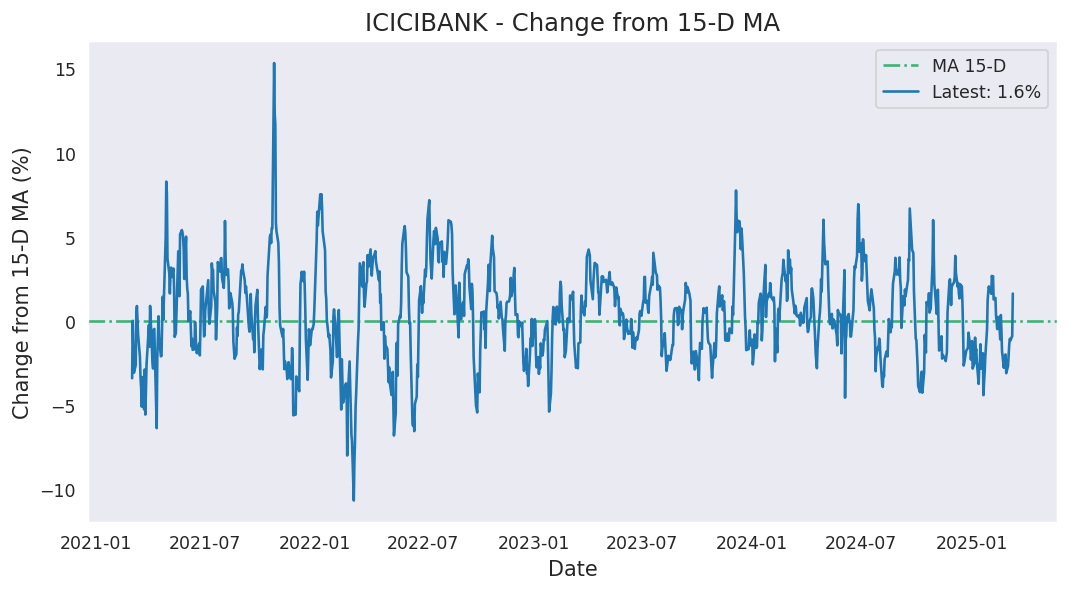 ICICIBANK - Change from 15-D MA
MA 15-D
Latest: 1.6%
Change from 15-D MA (%)
15
10
5
0
−5
−10
2021-01 2021-07 2022-01 2022-07 2023-01 2023-07 2024-01 2024-07 2025-01
Date